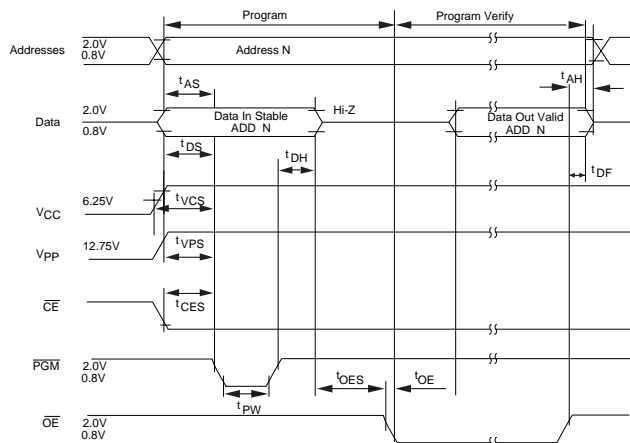 Program
Program Verify
Addresses
2.0V
0.8V
Address N
tAS
tAH
Data
2.0V
0.8V
Data In Stable
ADD N
Hi-Z
Data Out Valid
ADD N
tDS
tDH
tDF
VCC
6.25V
tVCS
VPP
12.75V
tVPS
CE
tCES
PGM
2.0V
0.8V
tPW
tOES
tOE
OE
2.0V
0.8V